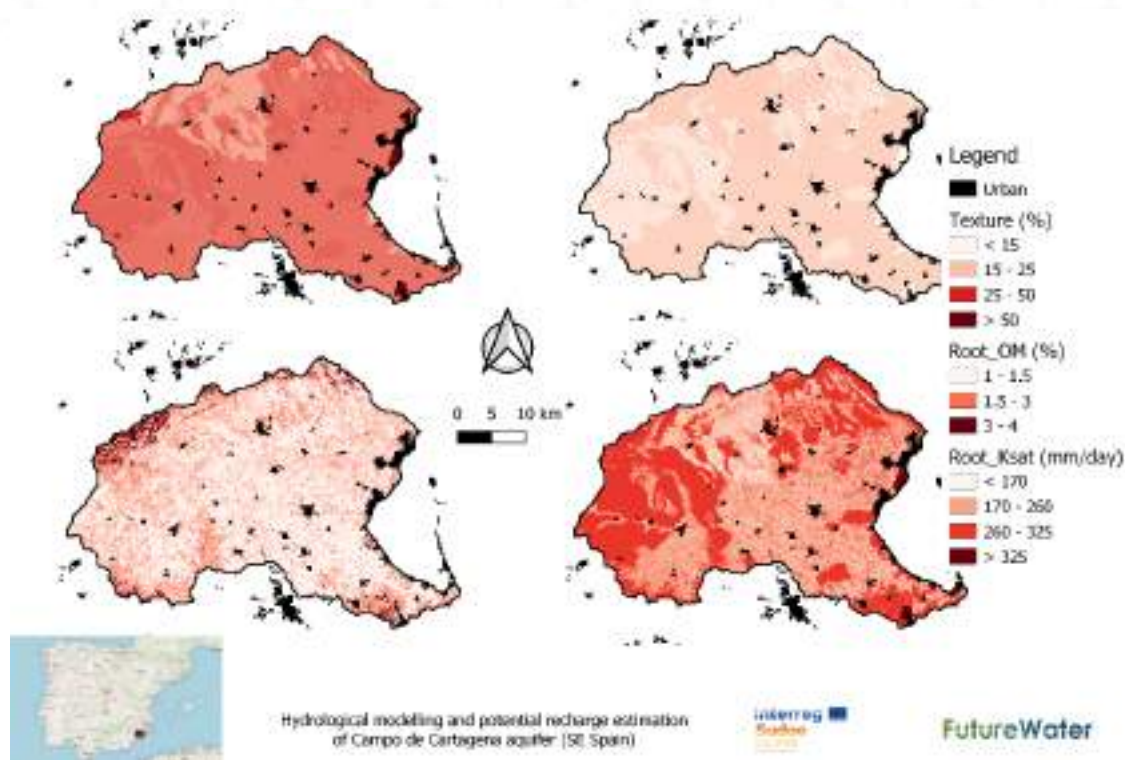 Legend
Urban
Texture (%)
< 15
15 - 25
25 - 50
> 50
Root_OM (%)
1 - 1.5
1.5 - 3
3 - 4
Root_Ksat (mm/day)
< 170
170 - 260
260 - 325
> 325
0 5 10 km
Hydrological modelling and potential recharge estimation
of Campo de Cartagena aquifer (SE Spain)
Interreg
Sudoe
FutureWater